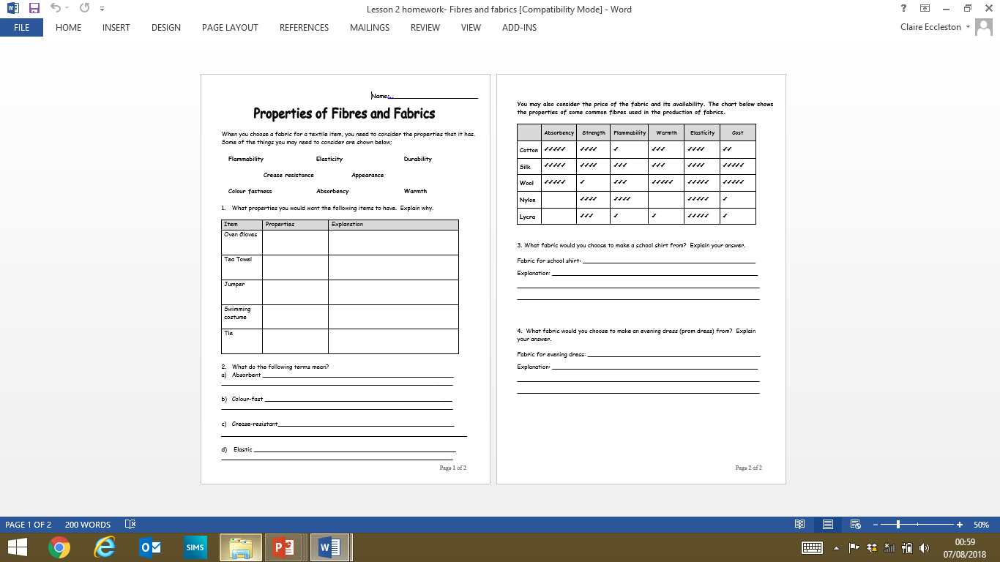 Lesson 2 homework- Fibres and fabrics [Compatibility Mode] - Word
?
FILE HOME INSERT DESIGN PAGE LAYOUT REFERENCES MAILINGS REVIEW VIEW ADD-INS
Claire Eccleston
Name:
Properties of Fibres and Fabrics
When you choose a fabric for a textile item, you need to consider the properties that it has.
Some of the things you may need to consider are shown below;
Flammability Elasticity Durability
Crease resistance Appearance
Colour fastness Absorbency Warmth
1. What properties you would want the following items to have. Explain why.
Item Properties Explanation
Oven Gloves
Tea Towel
Jumper
Swimming
costume
Tie
2. What do the following terms mean?
a) Absorbent
b) Colour-fast
c) Crease-resistant
d) Elastic
Page 1 of 2
You may also consider the price of the fabric and its availability. The chart below shows
the properties of some common fibres used in the production of fabrics.
Absorbency Strength Flammability Warmth Elasticity Cost
Cotton ✓✓✓✓✓ ✓✓✓✓ ✓ ✓✓✓ ✓✓✓✓ ✓✓
Silk ✓✓✓✓✓ ✓✓✓✓ ✓✓✓ ✓✓✓ ✓✓✓✓ ✓✓✓✓✓
Wool ✓✓✓✓✓ ✓ ✓✓✓ ✓✓✓✓✓ ✓✓✓✓✓ ✓✓✓✓✓
Nylon ✓✓✓✓ ✓✓✓✓ ✓✓✓✓✓ ✓
Lycra ✓✓✓ ✓ ✓ ✓✓✓✓✓ ✓
3. What fabric would you choose to make a school shirt from? Explain your answer.
Fabric for school shirt:
Explanation:
4. What fabric would you choose to make an evening dress (prom dress) from? Explain
your answer.
Fabric for evening dress:
Explanation:
Page 2 of 2
PAGE 1 OF 2 200 WORDS
50%
SIMS
00:59
07/08/2018